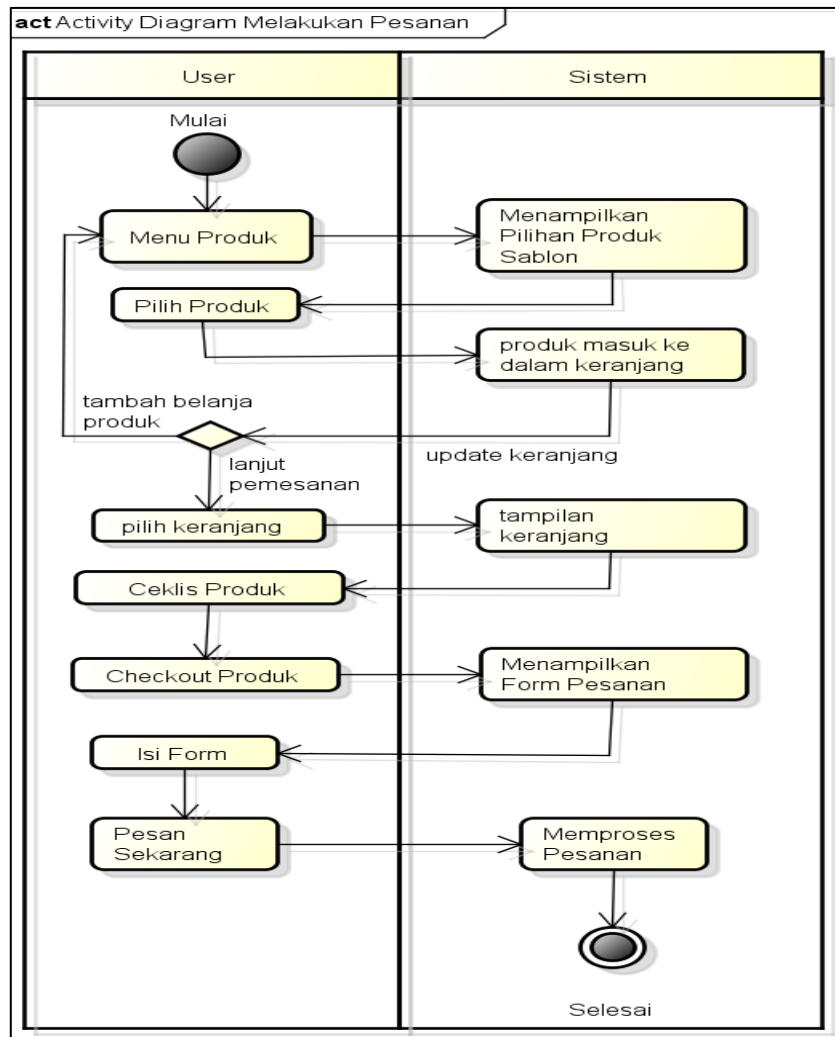 act Activity Diagram Melakukan Pesanan
User
Sistem
Mulai
Menu Produk
Menampilkan
Pilihan Produk
Sablon
Pilih Produk
produk masuk ke
dalam keranjang
tambah belanja
produk
update keranjang
lanjut
pemesanan
pilih keranjang
tampilan
keranjang
Ceklis Produk
Checkout Produk
Menampilkan
Form Pesanan
Isi Form
Pesan
Sekarang
Memproses
Pesanan
Selesai